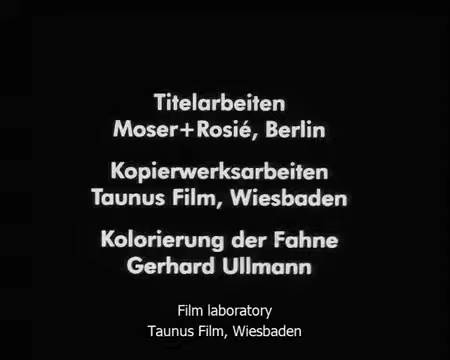 Titelarbeiten
Moser+Rosié, Berlin
Kopierwerksarbeiten
Taunus Film, Wiesbaden
Kolorierung der Fahne
Gerhard Ullmann
Film laboratory
Taunus Film, Wiesbaden